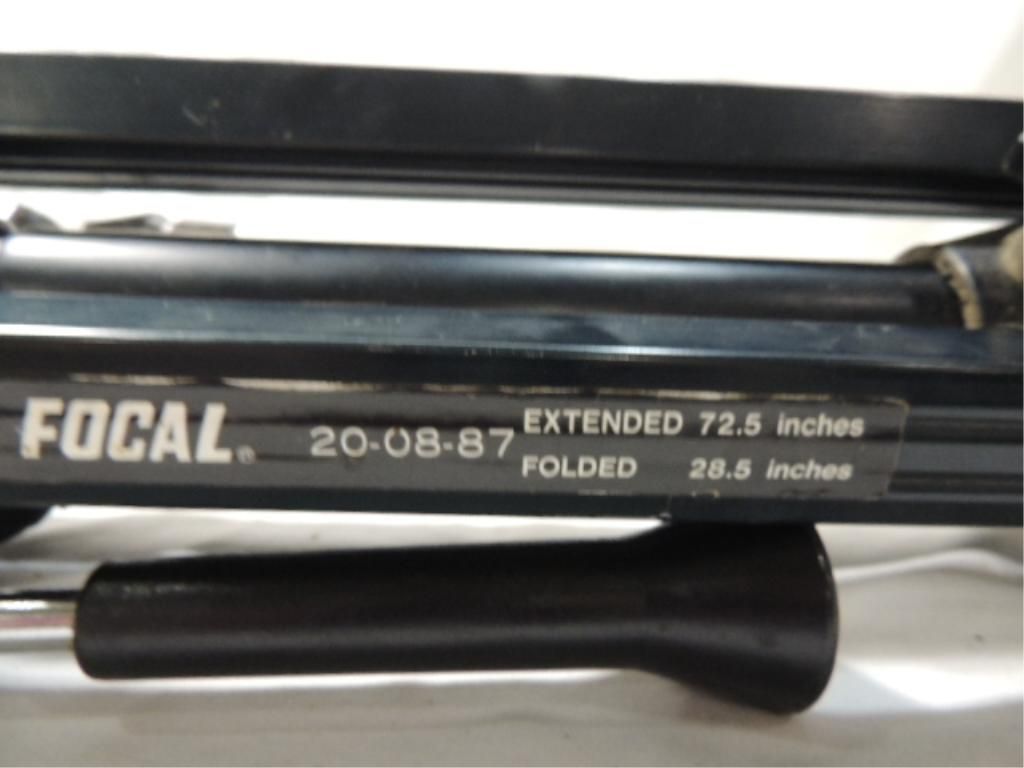 FOCAL® 20-08-87
EXTENDED 72.5 inches
FOLDED 28.5 inches